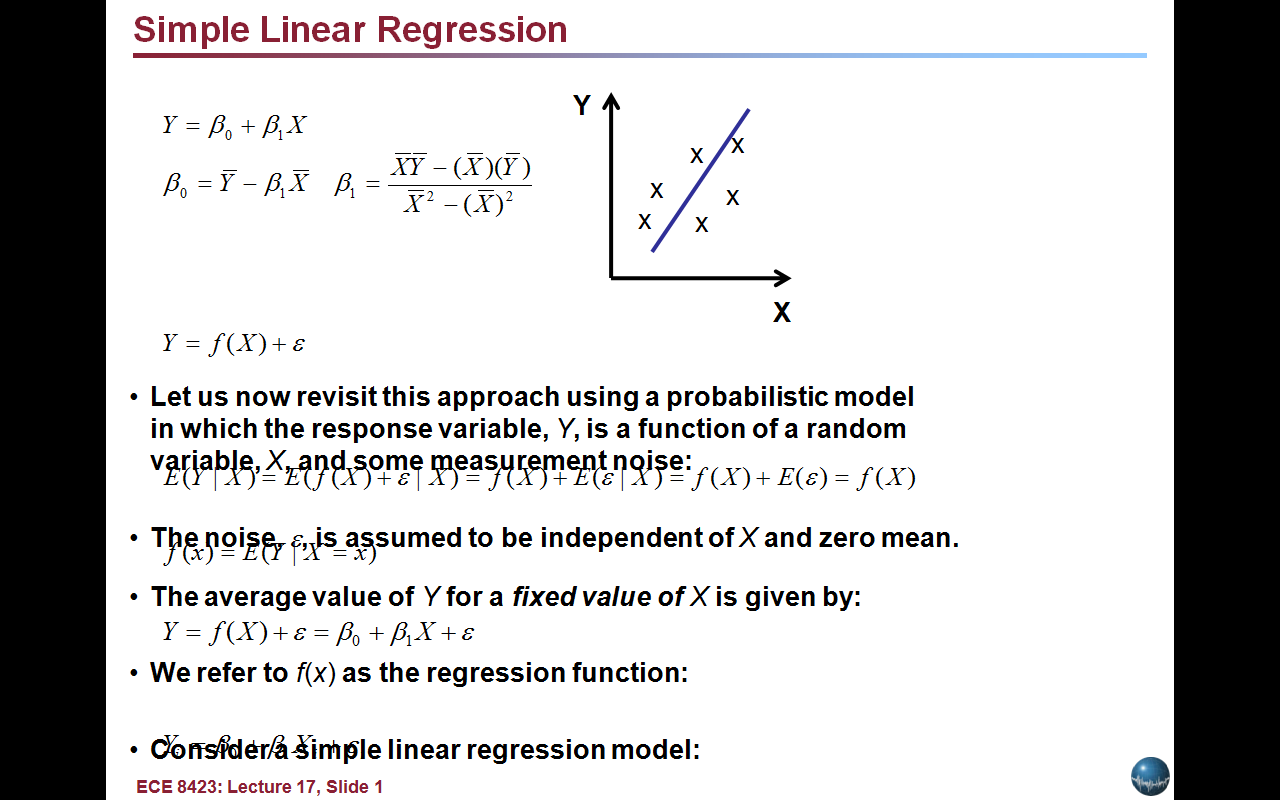 Simple Linear Regression
Y = β₀ + β₁X
β₀ = Y̅ − β₁X̅   β₁ = (X̅Y̅ − (X̅)(Y̅)) / (X̅² − (X̅)²)
Y
x
x
x
x
x
x
X
Y = f(X) + ε
• Let us now revisit this approach using a probabilistic model
in which the response variable, Y, is a function of a random
variable, X, and some measurement noise:
E(Y | X) = E(f(X) + ε | X) = f(X) + E(ε | X) = f(X) + E(ε) = f(X)
• The noise, ε, is assumed to be independent of X and zero mean.
f(x) = E(Y | X = x)
• The average value of Y for a fixed value of X is given by:
Y = f(X) + ε = β₀ + β₁X + ε
• We refer to f(x) as the regression function:
• Consider a simple linear regression model:
ECE 8423: Lecture 17, Slide 1